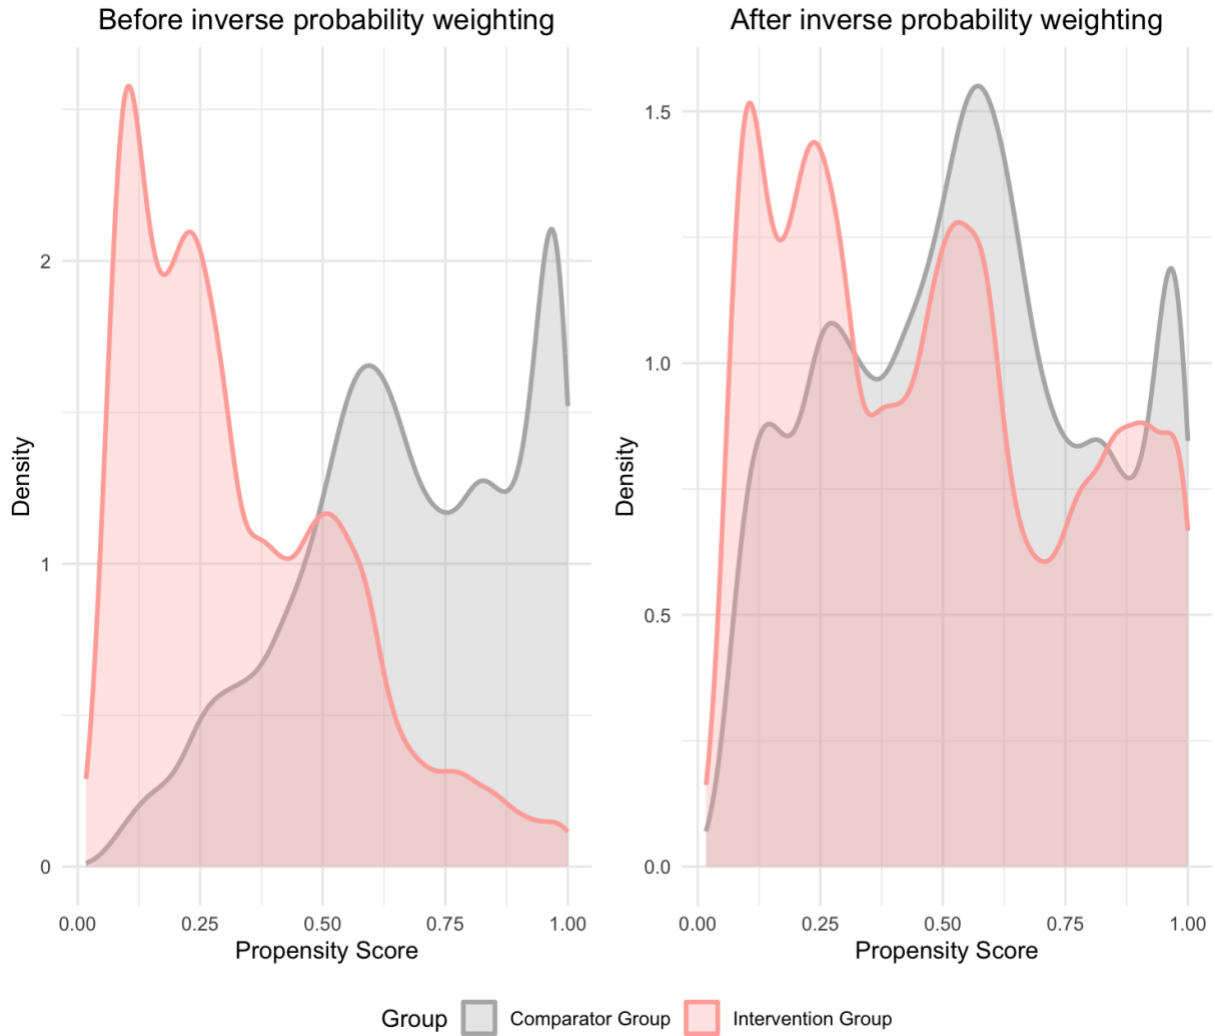 Before inverse probability weighting
After inverse probability weighting
Density
2
1
0
0.00 0.25 0.50 0.75 1.00
Propensity Score
Density
1.5
1.0
0.5
0.0
0.00 0.25 0.50 0.75 1.00
Propensity Score
Group Comparator Group Intervention Group